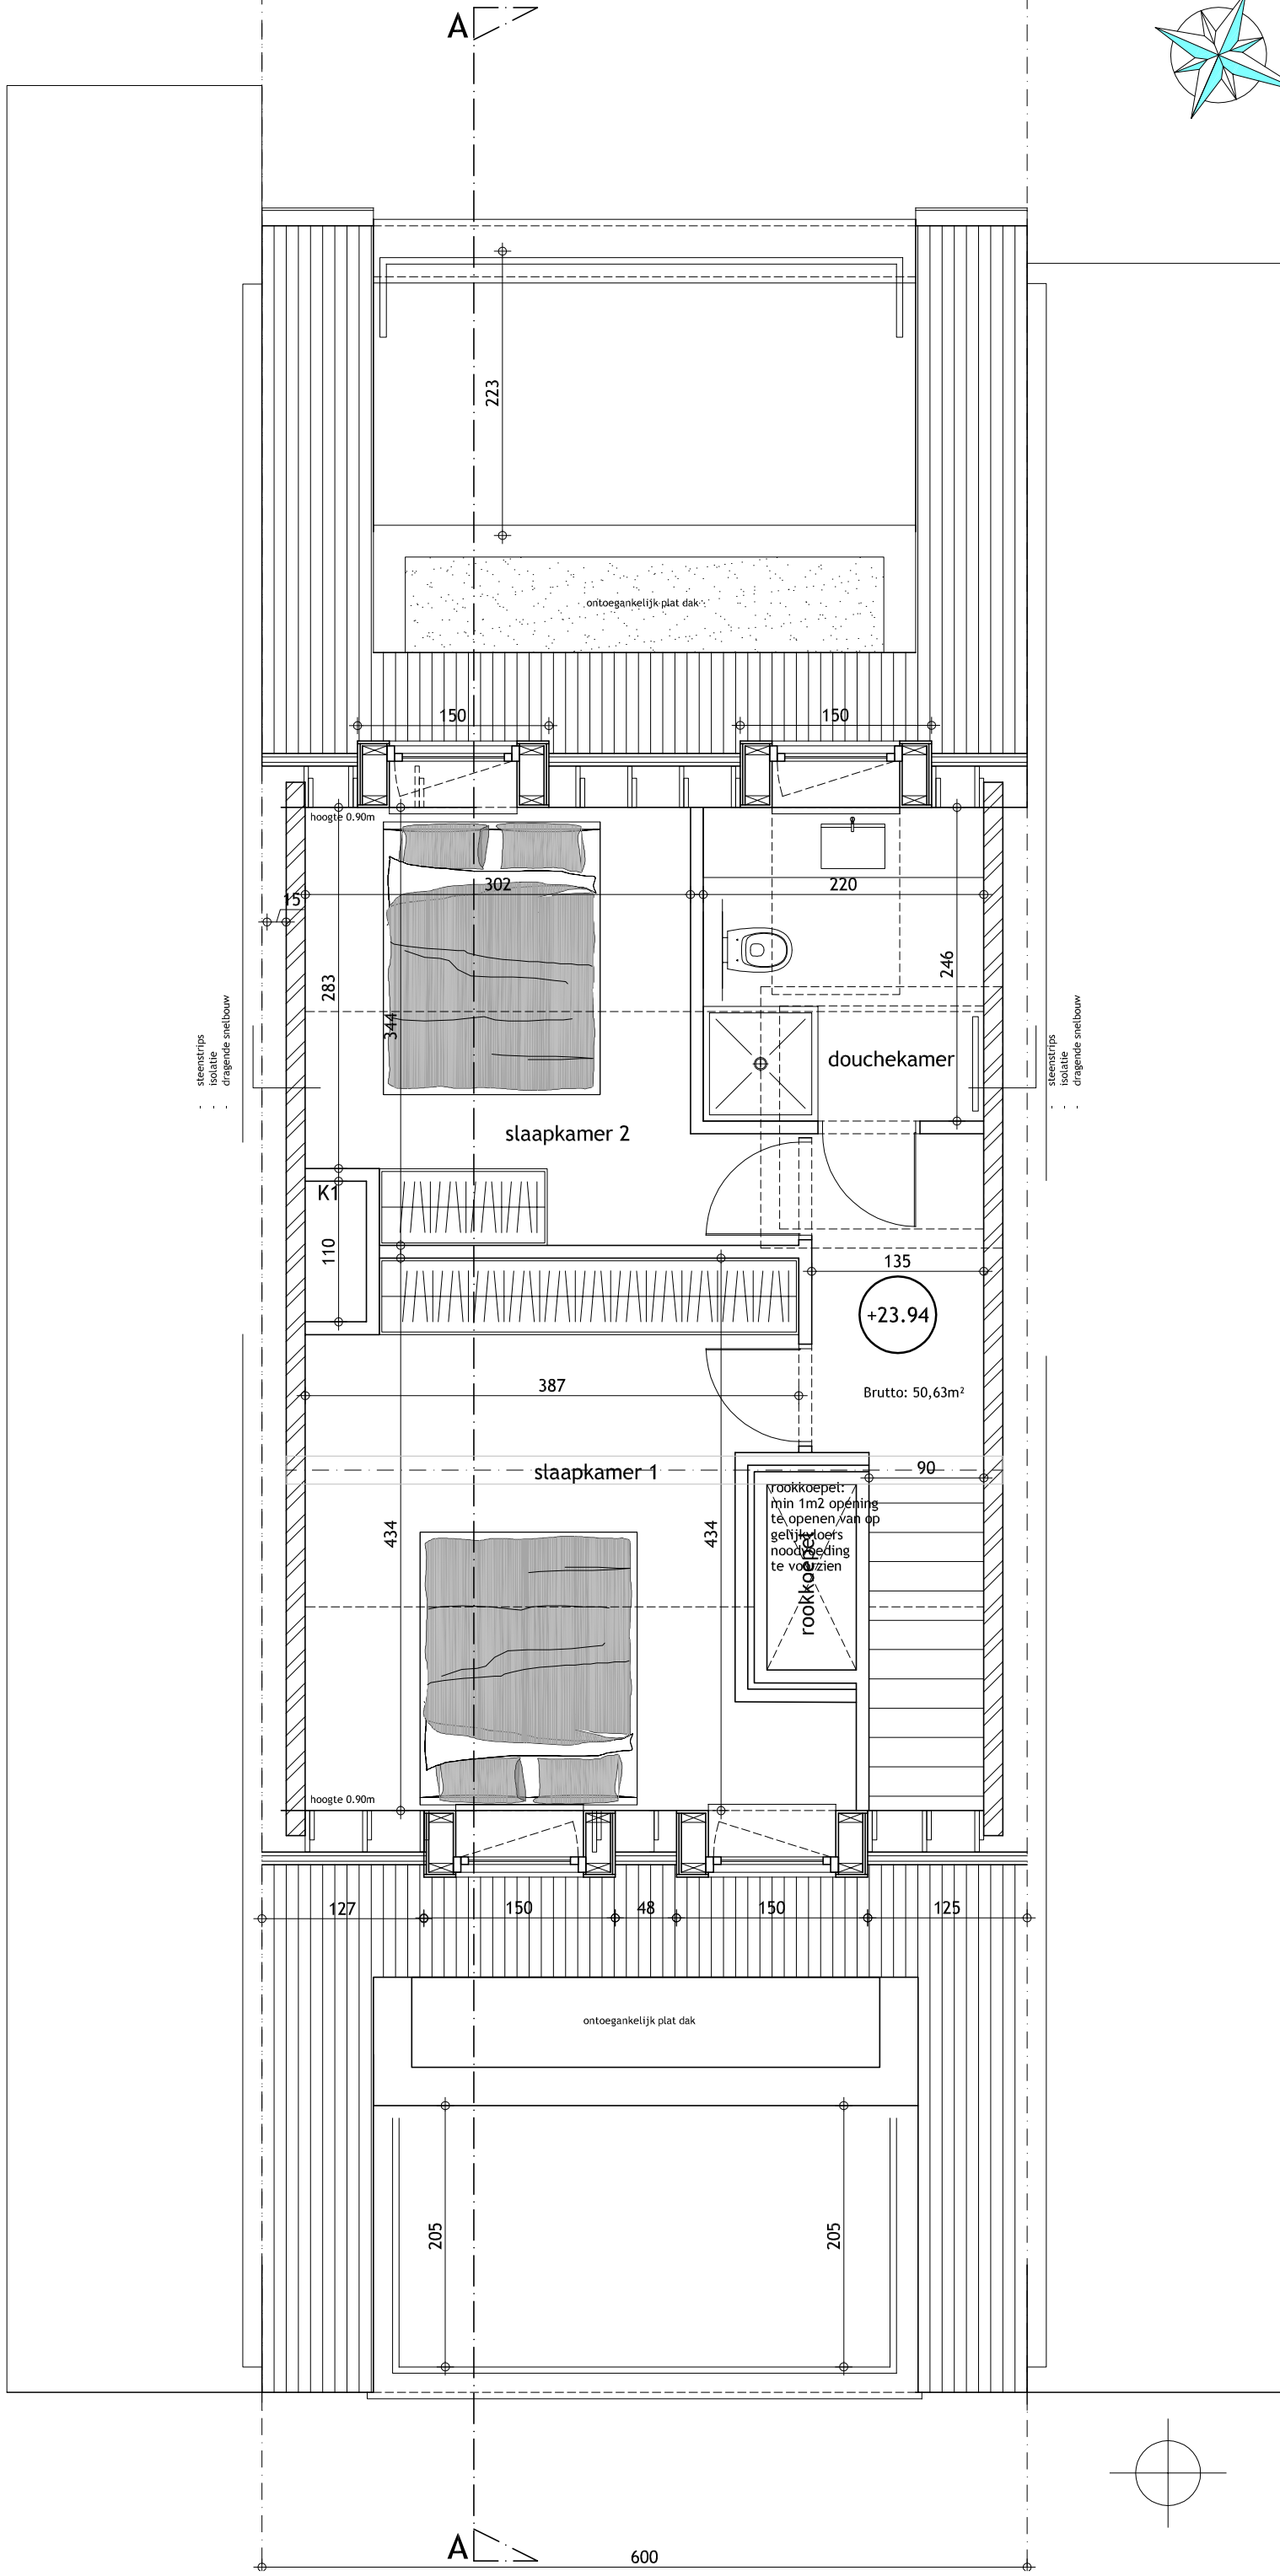 A
223
ontoegankelijk plat dak
150
150
hoogte 0.90m
302
220
15
283
344
246
steenstrips
isolatie
dragende snelbouw
- steenstrips
- isolatie
- dragende snelbouw
douchekamer
slaapkamer 2
K1
110
135
+23.94
387
Brutto: 50,63m²
slaapkamer 1
90
rookkoepel:
min 1m2 opening
te openen van op
gelijkvloers
noodvoeding
te voorzien
rookkoepel
434
434
hoogte 0.90m
127
150
48
150
125
ontoegankelijk plat dak
205
205
A
600